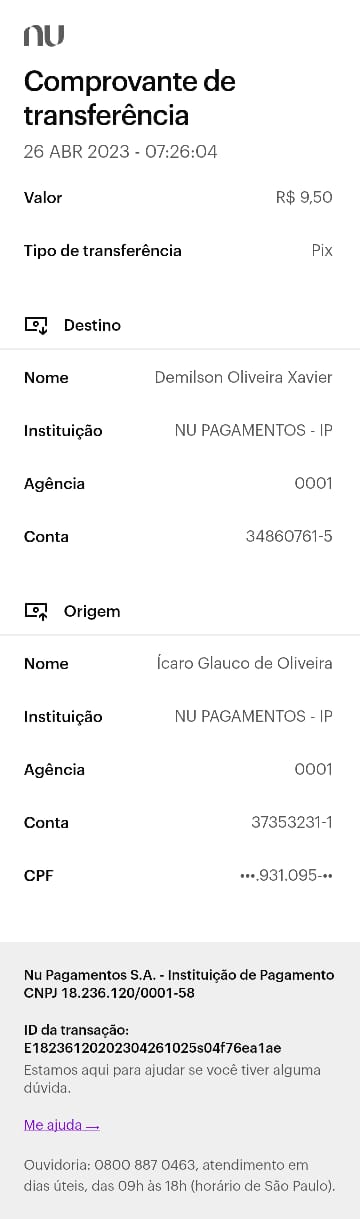 nu
Comprovante de
transferência
26 ABR 2023 - 07:26:04
Valor R$ 9,50
Tipo de transferência Pix
Destino
Nome Demilson Oliveira Xavier
Instituição NU PAGAMENTOS - IP
Agência 0001
Conta 34860761-5
Origem
Nome Ícaro Glauco de Oliveira
Instituição NU PAGAMENTOS - IP
Agência 0001
Conta 37353231-1
CPF •••.931.095-••
Nu Pagamentos S.A. - Instituição de Pagamento
CNPJ 18.236.120/0001-58
ID da transação:
E18236120202304261025s04f76ea1ae
Estamos aqui para ajudar se você tiver alguma
dúvida.
Me ajuda →
Ouvidoria: 0800 887 0463, atendimento em
dias úteis, das 09h às 18h (horário de São Paulo).